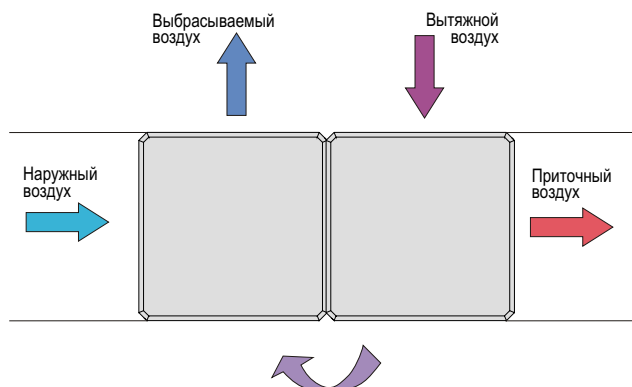 Выбрасываемый
воздух
Вытяжной
воздух
Наружный
воздух
Приточный
воздух